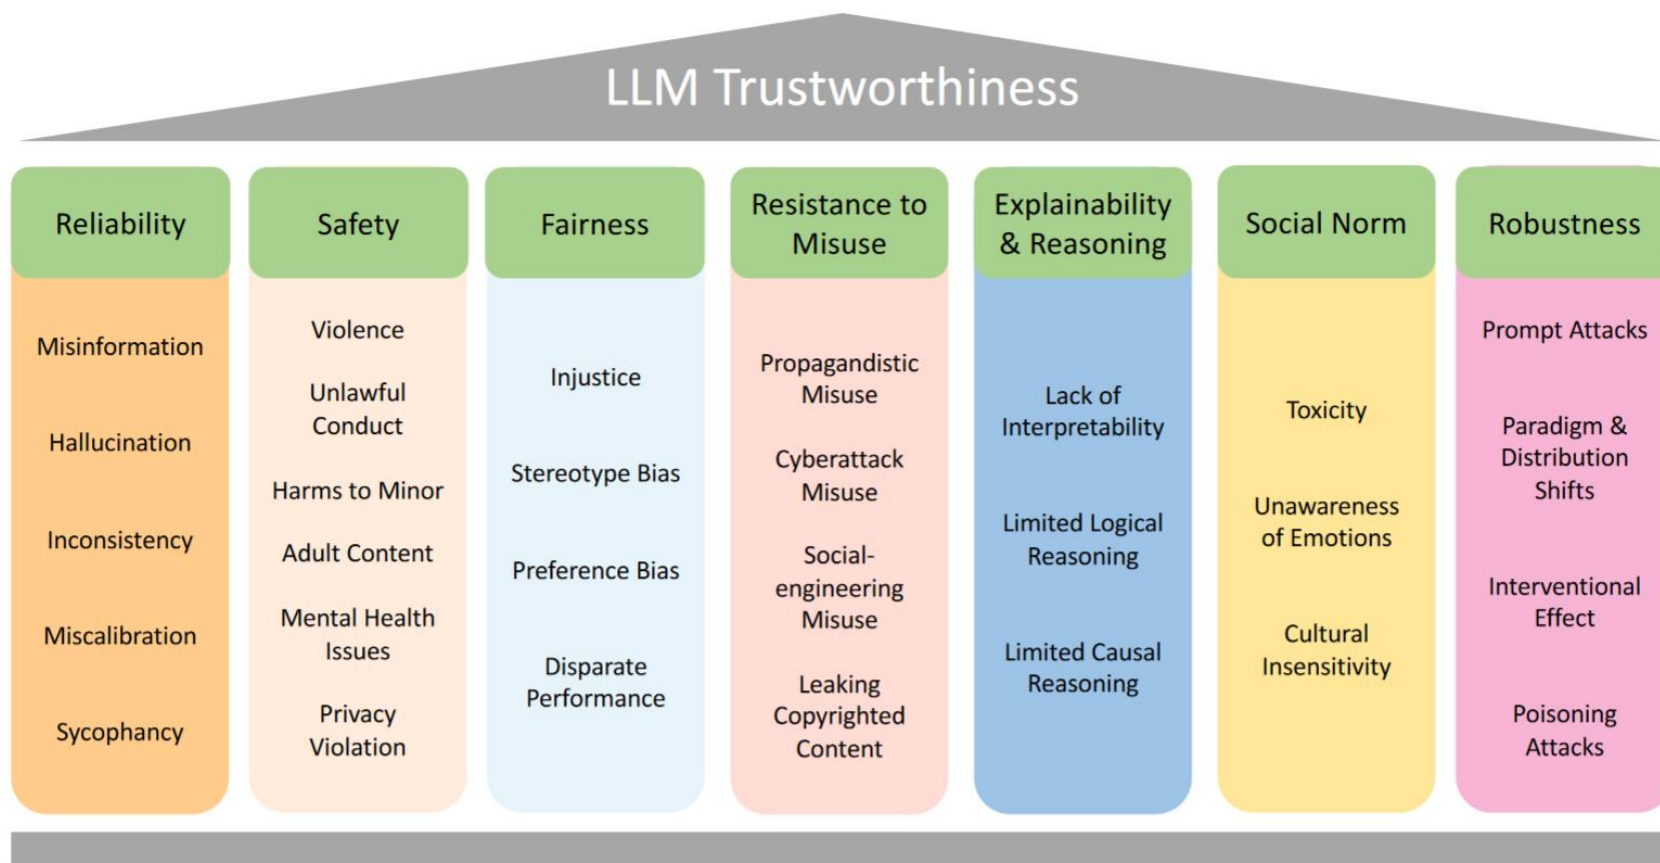 LLM Trustworthiness
Reliability
Misinformation
Hallucination
Inconsistency
Miscalibration
Sycophancy
Safety
Violence
Unlawful
Conduct
Harms to Minor
Adult Content
Mental Health
Issues
Privacy
Violation
Fairness
Injustice
Stereotype Bias
Preference Bias
Disparate
Performance
Resistance to
Misuse
Propagandistic
Misuse
Cyberattack
Misuse
Social-
engineering
Misuse
Leaking
Copyrighted
Content
Explainability
& Reasoning
Lack of
Interpretability
Limited Logical
Reasoning
Limited Causal
Reasoning
Social Norm
Toxicity
Unawareness
of Emotions
Cultural
Insensitivity
Robustness
Prompt Attacks
Paradigm &
Distribution
Shifts
Interventional
Effect
Poisoning
Attacks